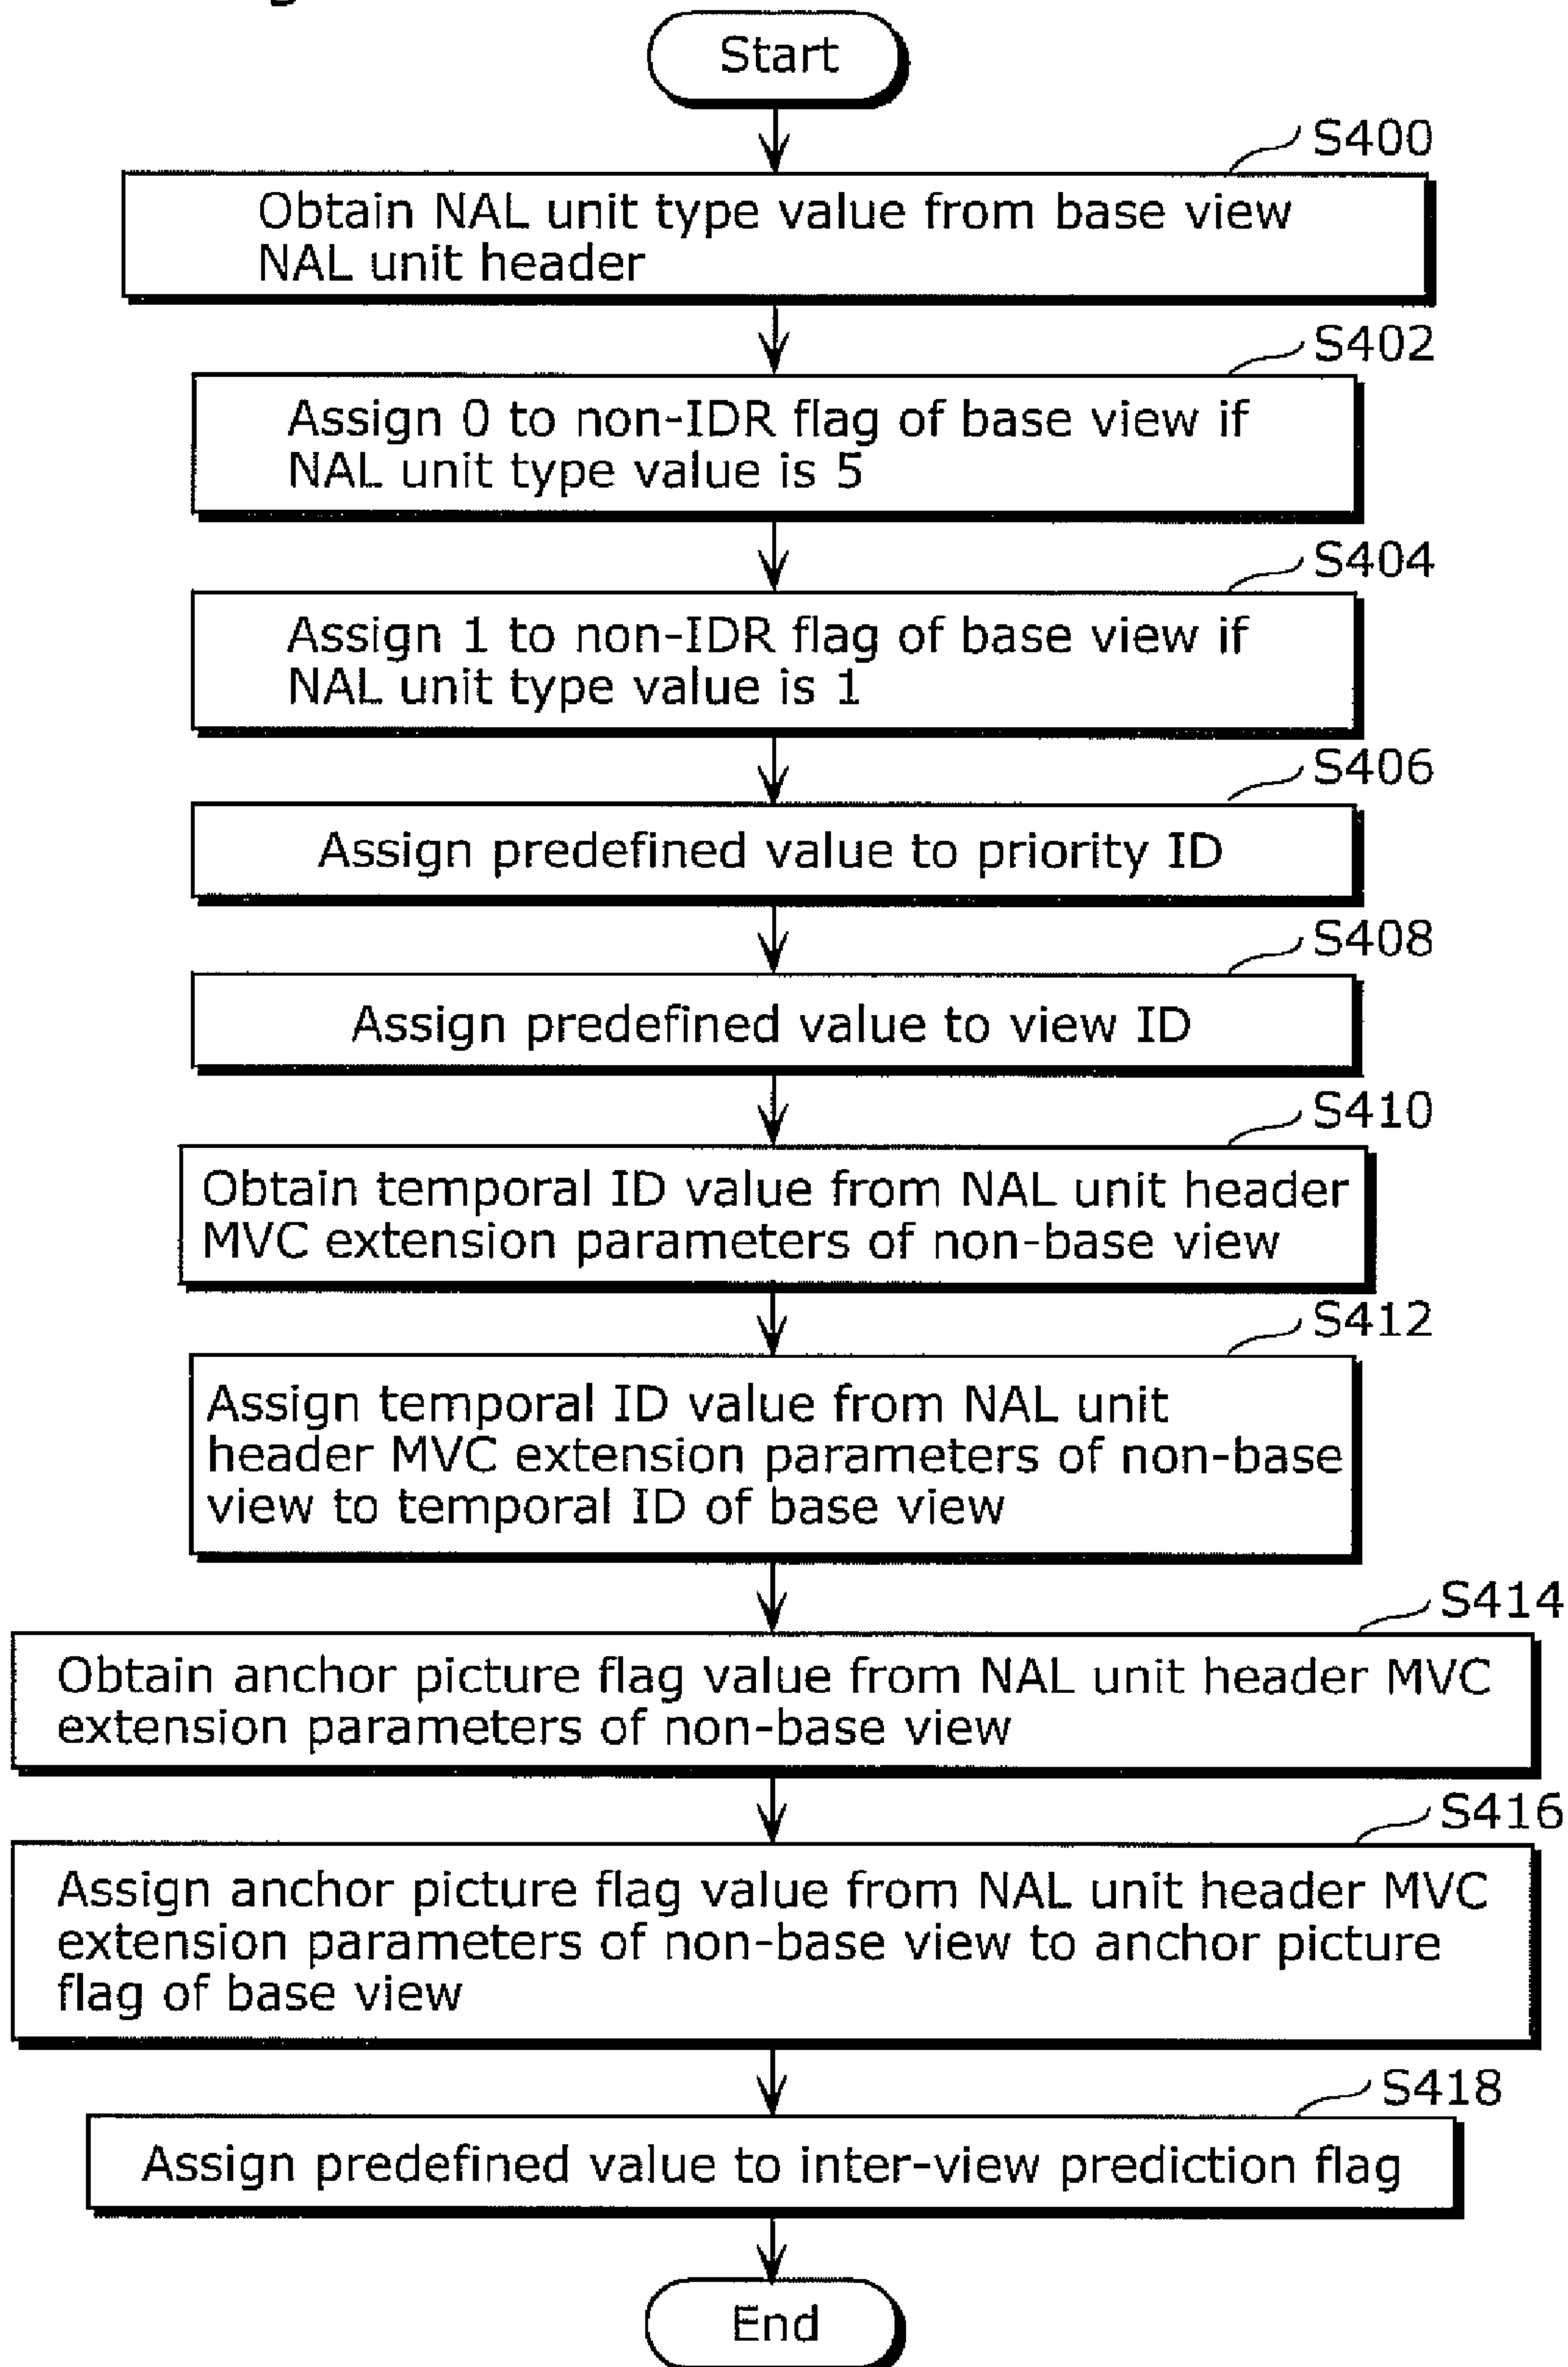 Start
S400
Obtain NAL unit type value from base view
NAL unit header
S402
Assign 0 to non-IDR flag of base view if
NAL unit type value is 5
S404
Assign 1 to non-IDR flag of base view if
NAL unit type value is 1
S406
Assign predefined value to priority ID
S408
Assign predefined value to view ID
S410
Obtain temporal ID value from NAL unit header
MVC extension parameters of non-base view
S412
Assign temporal ID value from NAL unit
header MVC extension parameters of non-base
view to temporal ID of base view
S414
Obtain anchor picture flag value from NAL unit header MVC
extension parameters of non-base view
S416
Assign anchor picture flag value from NAL unit header MVC
extension parameters of non-base view to anchor picture
flag of base view
S418
Assign predefined value to inter-view prediction flag
End